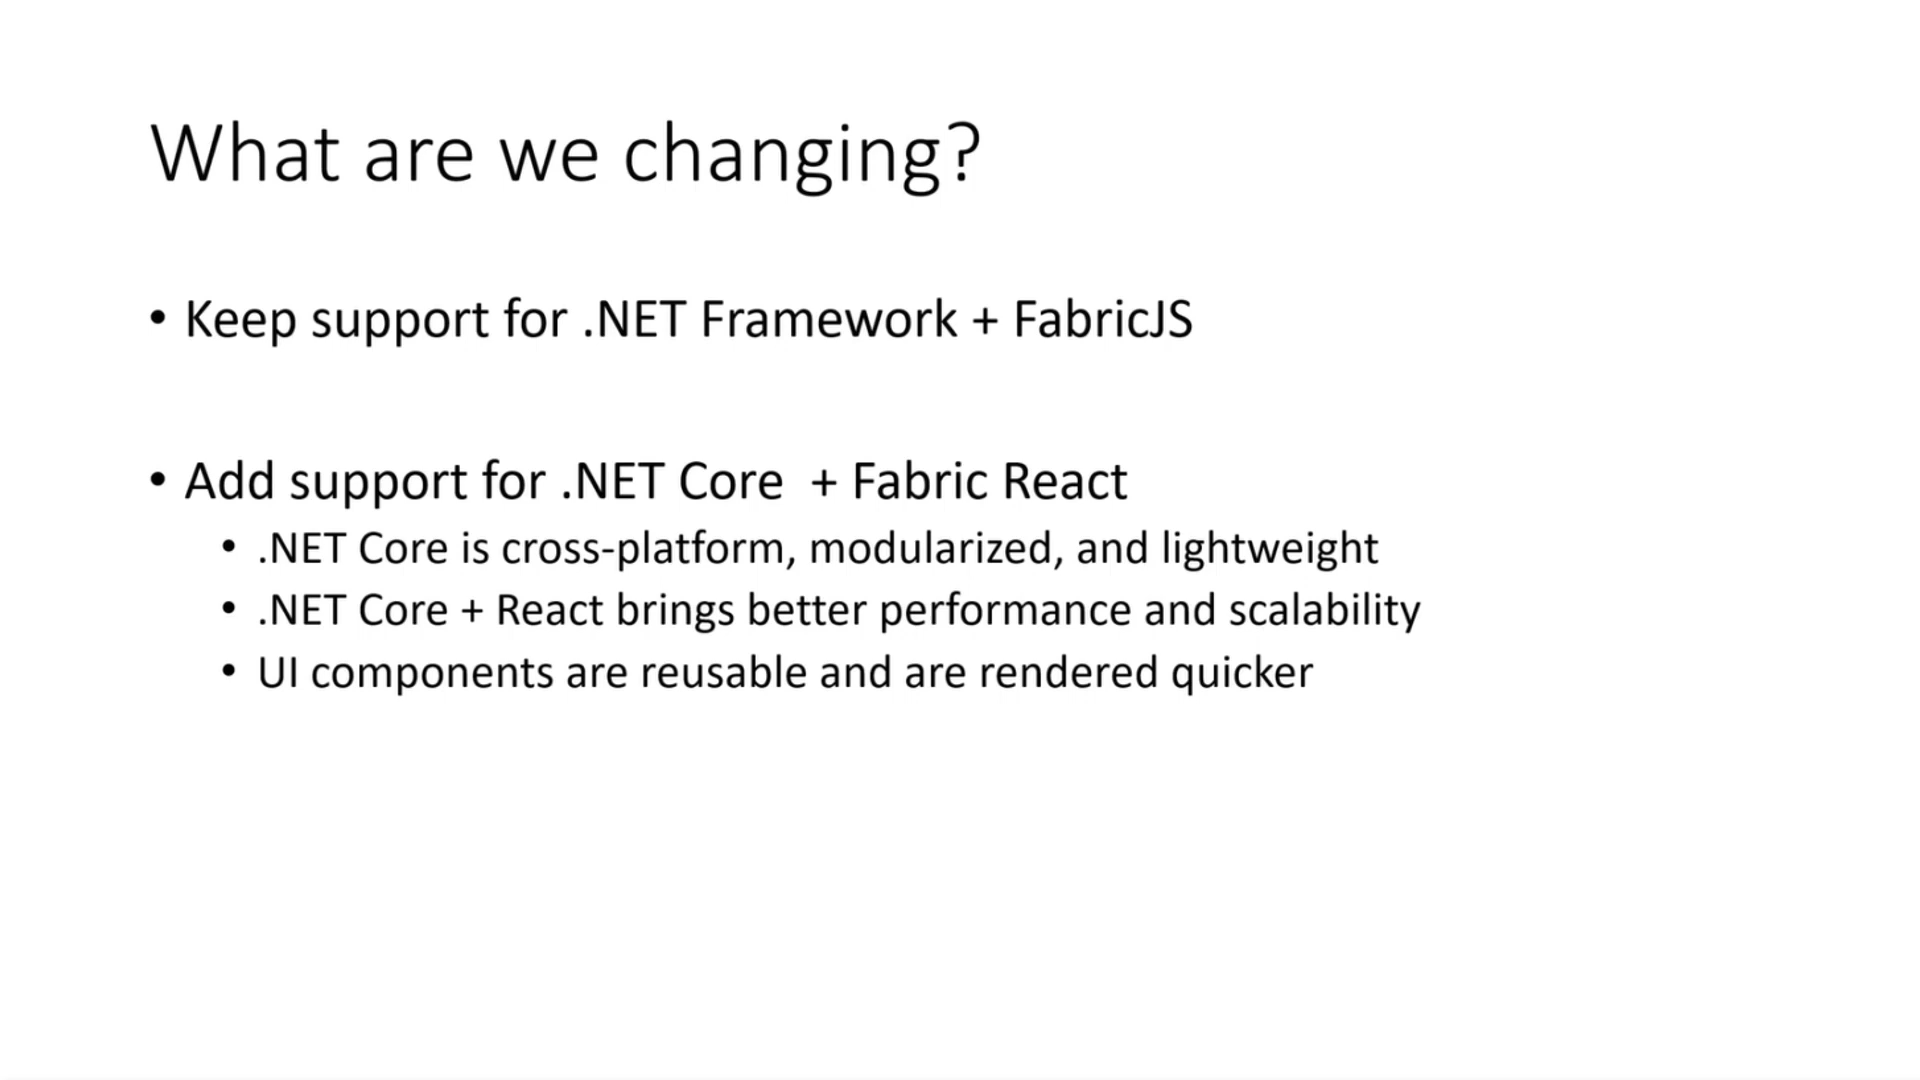 What are we changing?
• Keep support for .NET Framework + FabricJS
• Add support for .NET Core + Fabric React
• .NET Core is cross-platform, modularized, and lightweight
• .NET Core + React brings better performance and scalability
• UI components are reusable and are rendered quicker